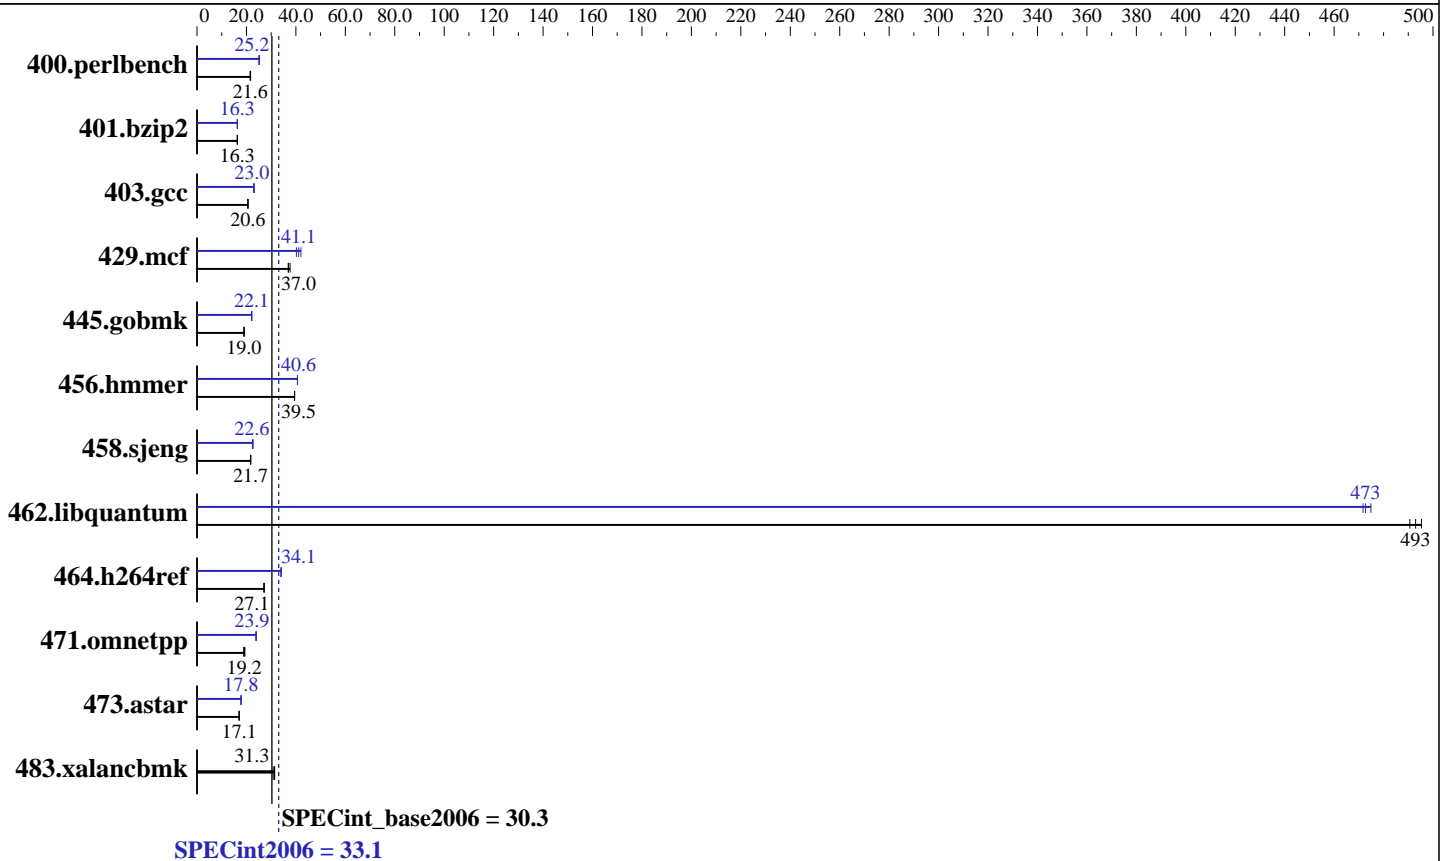 0 20.0 40.0 60.0 80.0 100 120 140 160 180 200 220 240 260 280 300 320 340 360 380 400 420 440 460 500
25.2
400.perlbench
21.6
16.3
401.bzip2
16.3
23.0
403.gcc
20.6
41.1
429.mcf
37.0
22.1
445.gobmk
19.0
40.6
456.hmmer
39.5
22.6
458.sjeng
21.7
473
462.libquantum
493
34.1
464.h264ref
27.1
23.9
471.omnetpp
19.2
17.8
473.astar
17.1
31.3
483.xalancbmk
SPECint_base2006 = 30.3
SPECint2006 = 33.1